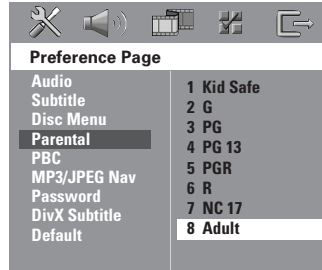 Preference Page
Audio
Subtitle
Disc Menu
Parental
PBC
MP3/JPEG Nav
Password
DivX Subtitle
Default
1 Kid Safe
2 G
3 PG
4 PG 13
5 PGR
6 R
7 NC 17
8 Adult